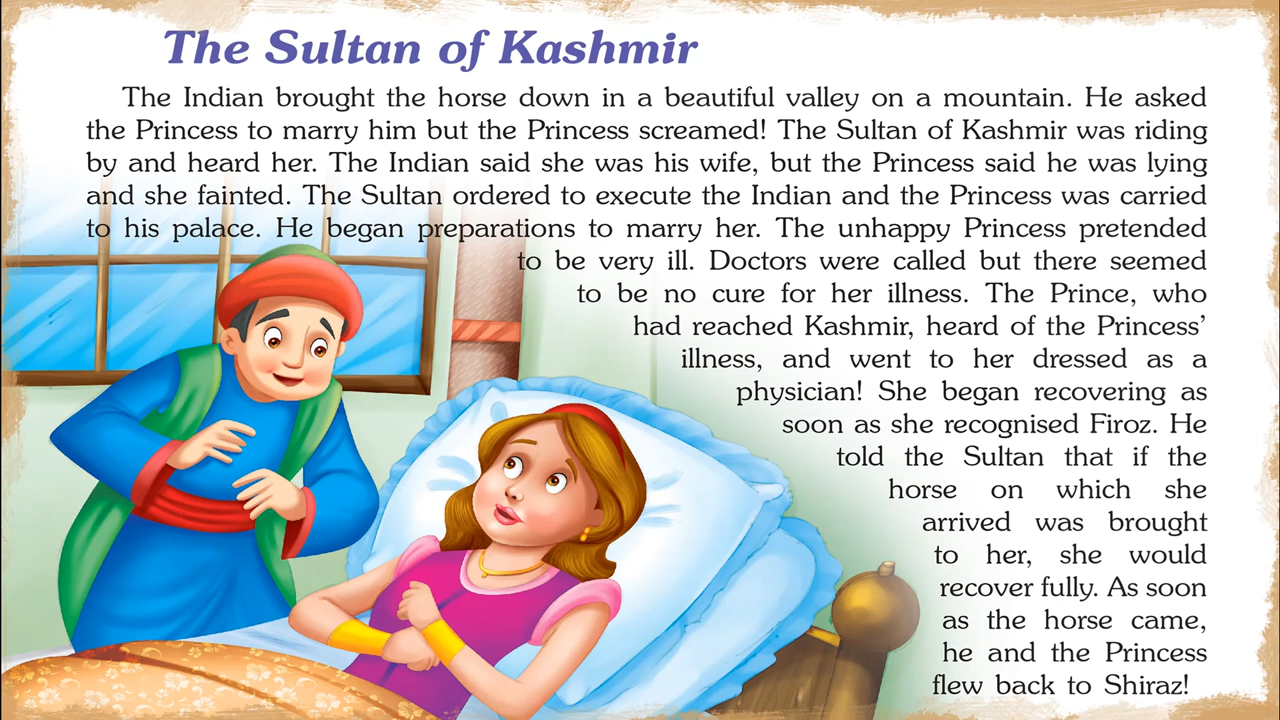 The Sultan of Kashmir
The Indian brought the horse down in a beautiful valley on a mountain. He asked
the Princess to marry him but the Princess screamed! The Sultan of Kashmir was riding
by and heard her. The Indian said she was his wife, but the Princess said he was lying
and she fainted. The Sultan ordered to execute the Indian and the Princess was carried
to his palace. He began preparations to marry her. The unhappy Princess pretended
to be very ill. Doctors were called but there seemed
to be no cure for her illness. The Prince, who
had reached Kashmir, heard of the Princess’
illness, and went to her dressed as a
physician! She began recovering as
soon as she recognised Firoz. He
told the Sultan that if the
horse on which she
arrived was brought
to her, she would
recover fully. As soon
as the horse came,
he and the Princess
flew back to Shiraz!